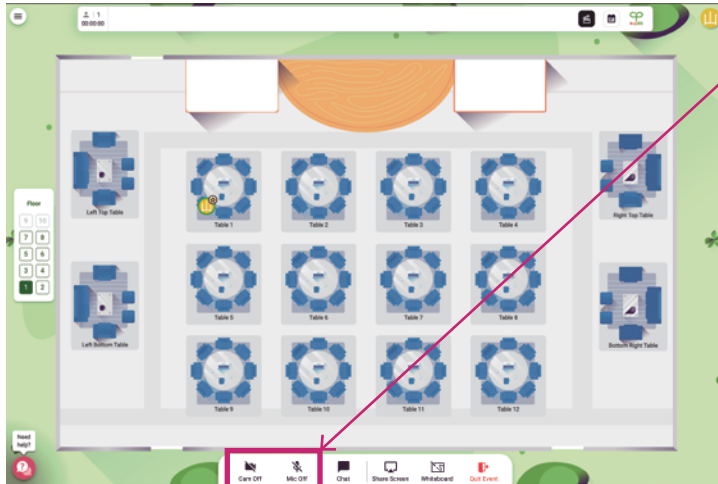 1
00:00:00
Floor
9 10
7 8
5 6
3 4
1 2
Left Top Table
Table 1
Table 2
Table 3
Table 4
Right Top Table
Table 5
Table 6
Table 7
Table 8
Left Bottom Table
Bottom Right Table
Table 9
Table 10
Table 11
Table 12
Need
help?
Cam Off
Mic Off
Chat
Share Screen
Whiteboard
Quit Event